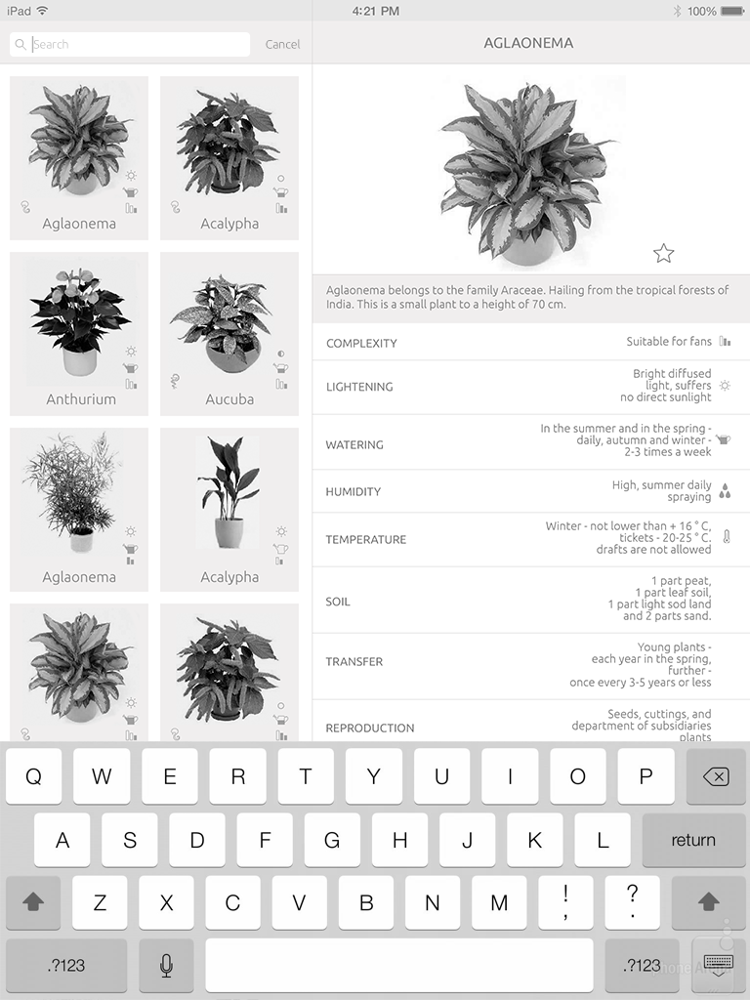 iPad
4:21 PM
100%
Search
Cancel
AGLAONEMA
Aglaonema
Acalypha
Anthurium
Aucuba
Aglaonema
Acalypha
Aglaonema belongs to the family Araceae. Hailing from the tropical forests of
India. This is a small plant to a height of 70 cm.
COMPLEXITY
Suitable for fans
LIGHTENING
Bright diffused
light, suffers
no direct sunlight
WATERING
In the summer and in the spring -
daily, autumn and winter -
2-3 times a week
HUMIDITY
High, summer daily
spraying
TEMPERATURE
Winter - not lower than + 16 ° C,
tickets - 20-25 ° C.
drafts are not allowed
SOIL
1 part peat,
1 part leaf soil,
1 part light sod land
and 2 parts sand.
TRANSFER
Young plants -
each year in the spring,
further -
once every 3-5 years or less
REPRODUCTION
Seeds, cuttings, and
department of subsidiaries
plants
Q W E R T Y U I O P
A S D F G H J K L return
Z X C V B N M ! , ? .
.?123 .?123